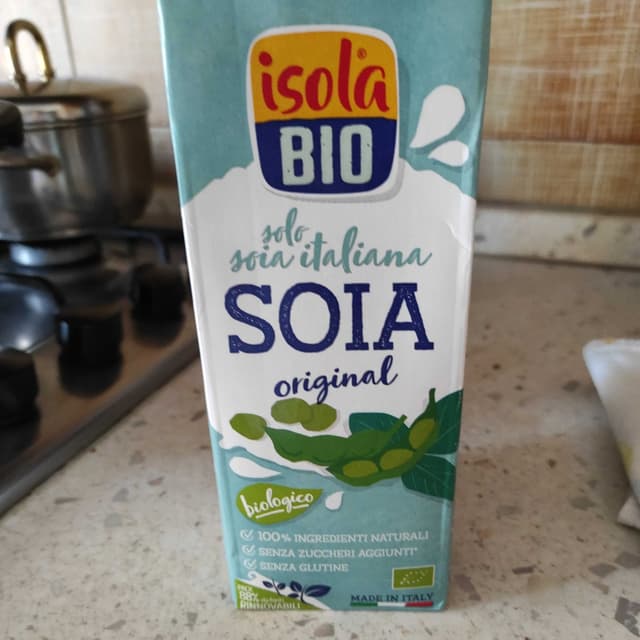 isola®
BIO
solo
soia italiana
SOIA
original
biologico
100% INGREDIENTI NATURALI
SENZA ZUCCHERI AGGIUNTI*
SENZA GLUTINE
88%
RINNOVABILI
MADE IN ITALY